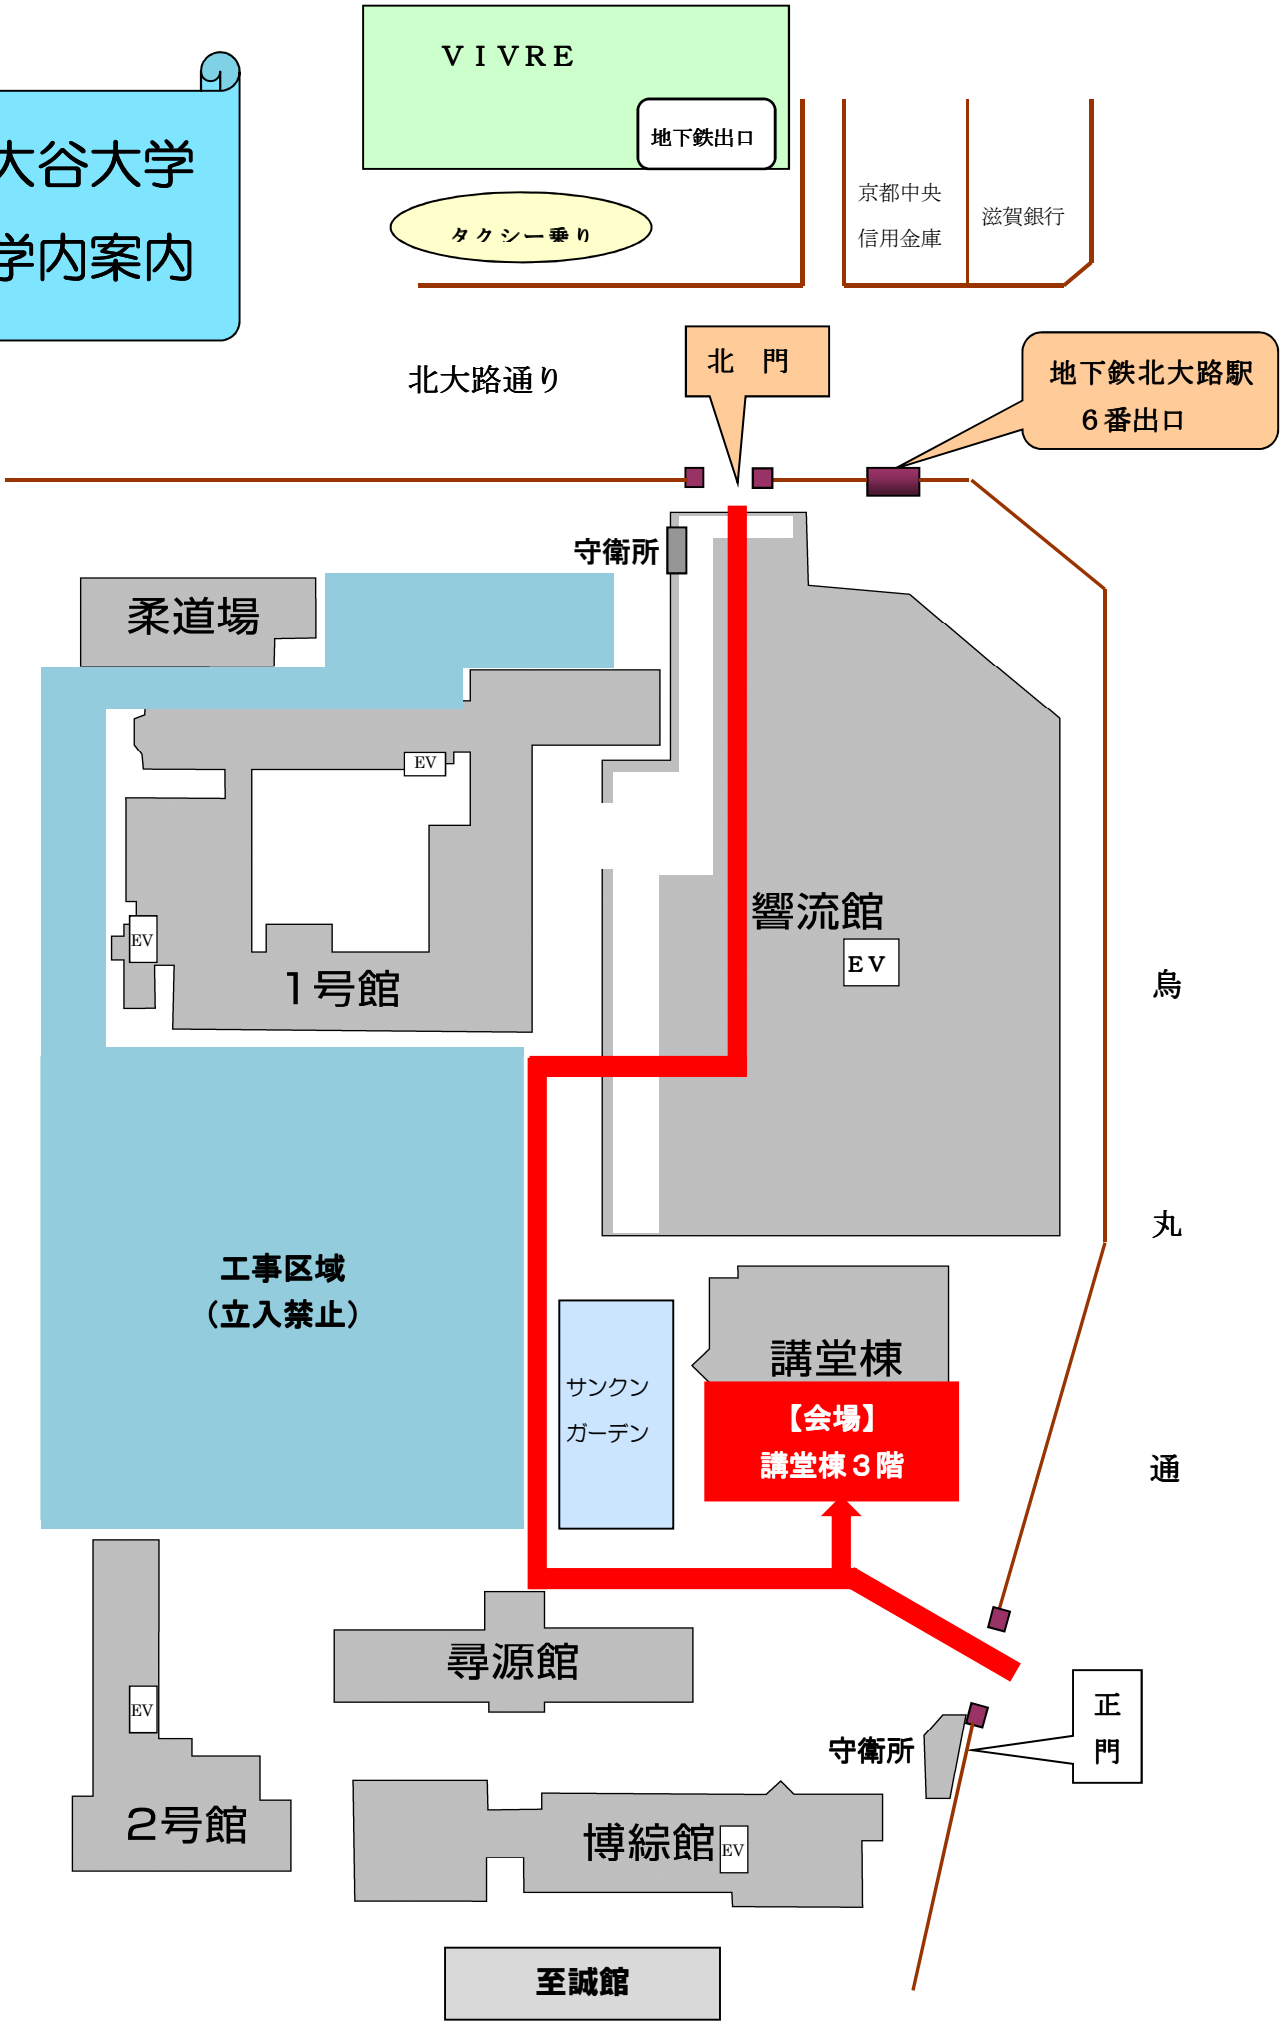 ＶＩＶＲＥ
地下鉄出口
大谷大学
学内案内
タクシー乗り
京都中央
信用金庫
滋賀銀行
北大路通り
北　門
地下鉄北大路駅
６番出口
守衛所
柔道場
EV
響流館
ＥＶ
EV
１号館
烏
丸
通
工事区域
（立入禁止）
サンクン
ガーデン
講堂棟
【会場】
講堂棟３階
尋源館
EV
２号館
正
門
守衛所
博綜館
EV
至誠館